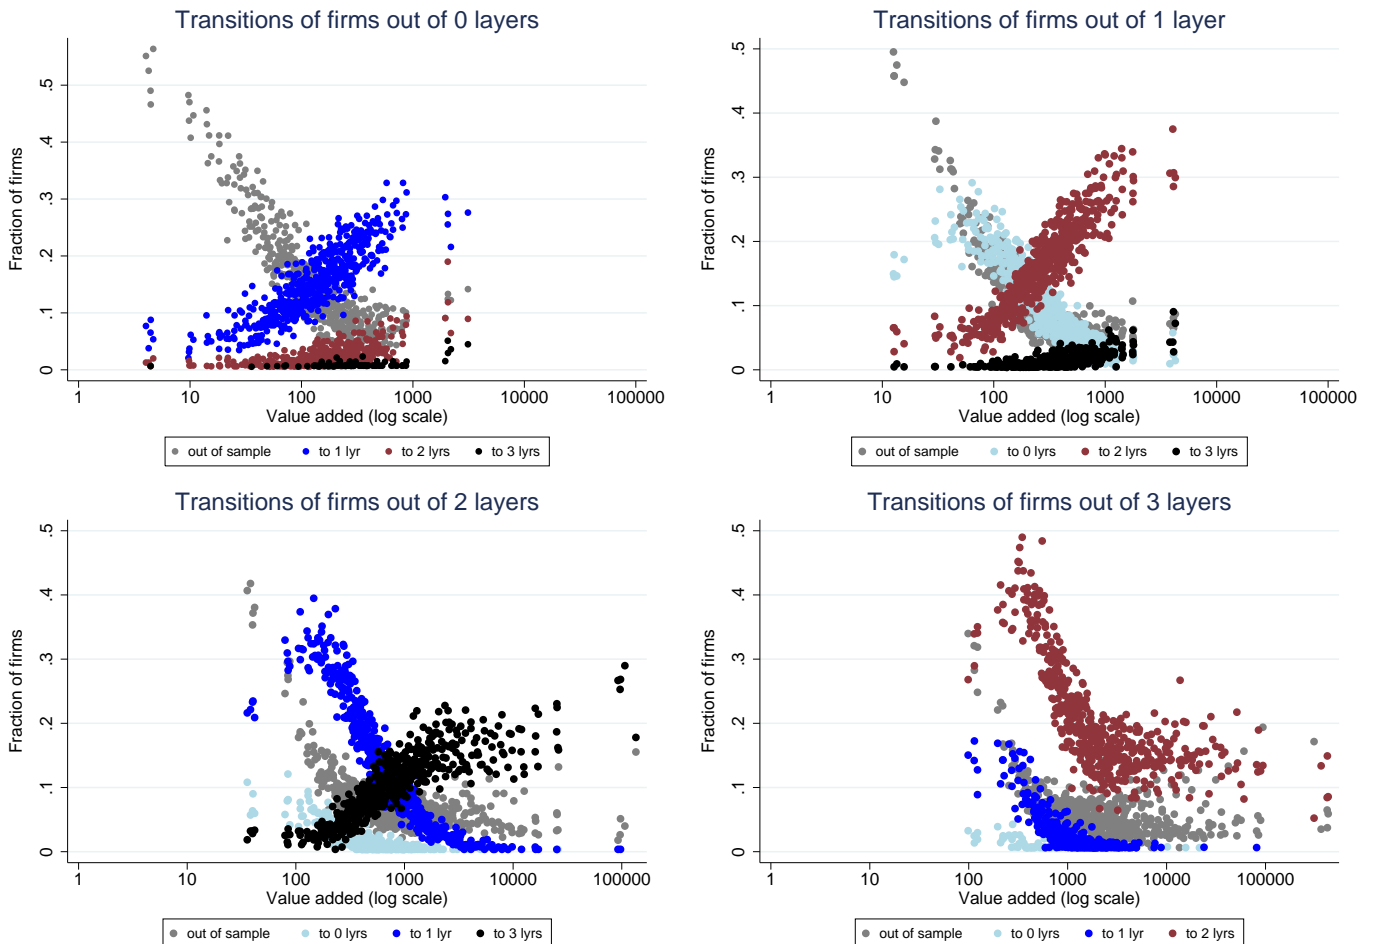 Transitions of firms out of 0 layers
Fraction of firms
0 .1 .2 .3 .4 .5
1 10 100 1000 10000 100000
Value added (log scale)
out of sample to 1 lyr to 2 lyrs to 3 lyrs
Transitions of firms out of 1 layer
Fraction of firms
0 .1 .2 .3 .4 .5
1 10 100 1000 10000 100000
Value added (log scale)
out of sample to 0 lyrs to 2 lyrs to 3 lyrs
Transitions of firms out of 2 layers
Fraction of firms
0 .1 .2 .3 .4 .5
1 10 100 1000 10000 100000
Value added (log scale)
out of sample to 0 lyrs to 1 lyr to 3 lyrs
Transitions of firms out of 3 layers
Fraction of firms
0 .1 .2 .3 .4 .5
1 10 100 1000 10000 100000
Value added (log scale)
out of sample to 0 lyrs to 1 lyr to 2 lyrs